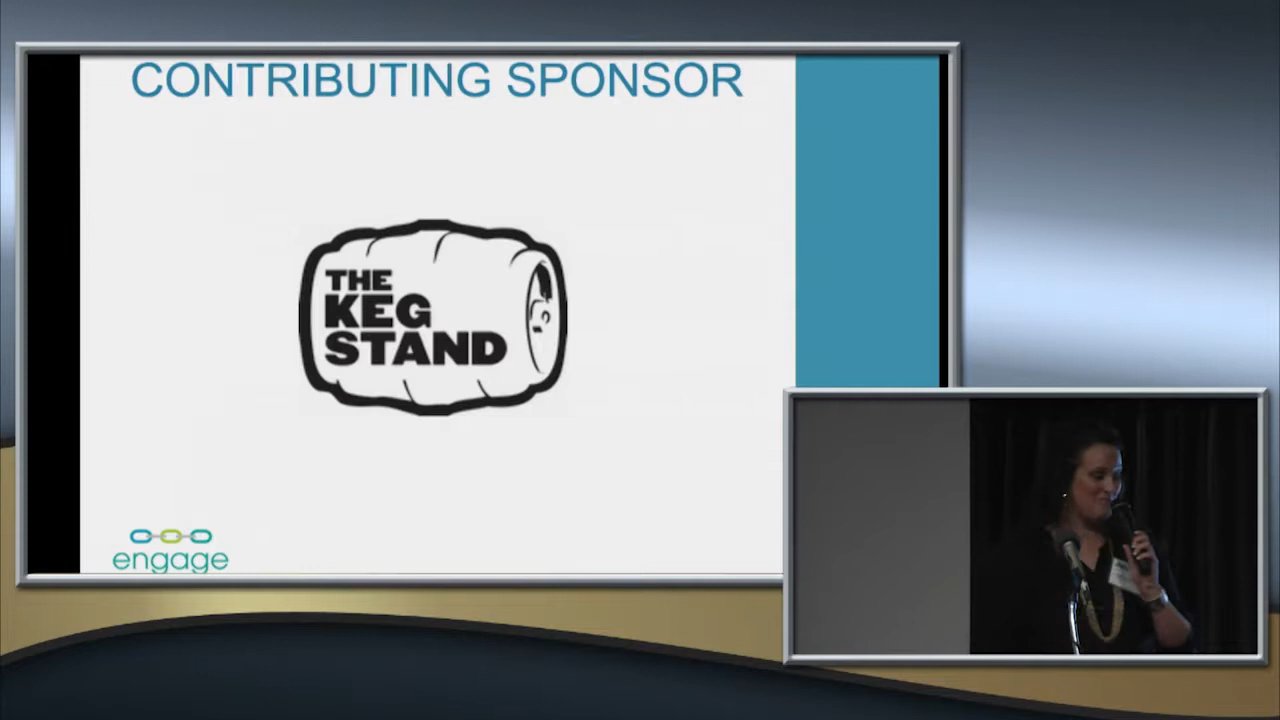 CONTRIBUTING SPONSOR
THE
KEG
STAND
engage